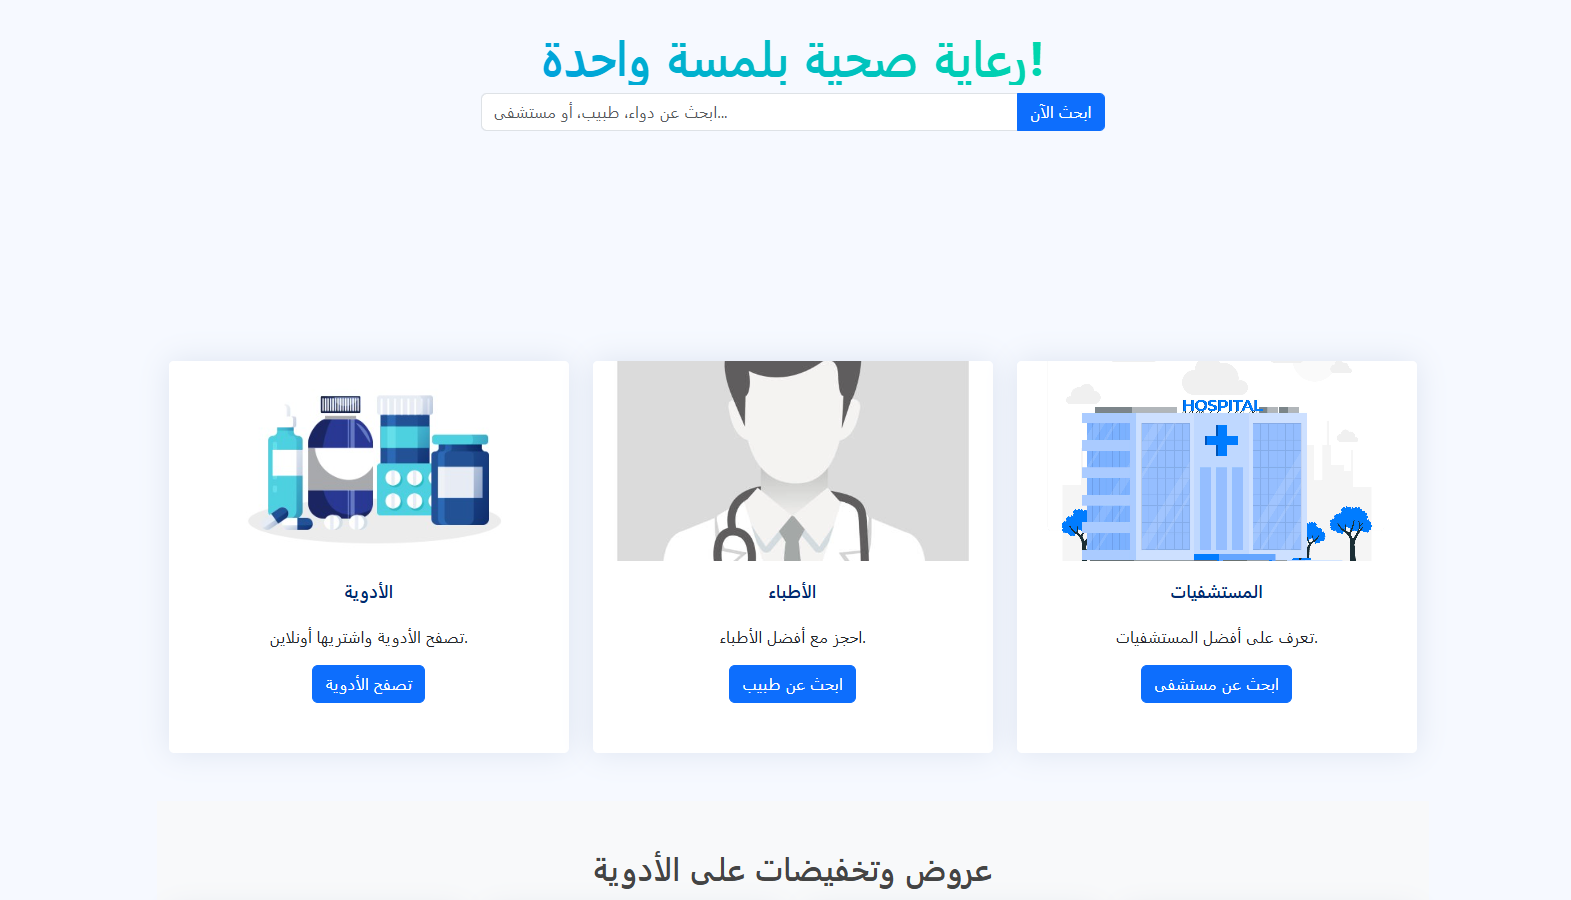 رعاية صحية بلمسة واحدة!
ابحث عن دواء، طبيب، أو مستشفى...
ابحث الآن
HOSPITAL
الأدوية
تصفح الأدوية واشتريها أونلاين.
تصفح الأدوية
الأطباء
احجز مع أفضل الأطباء.
ابحث عن طبيب
المستشفيات
تعرف على أفضل المستشفيات.
ابحث عن مستشفى
عروض وتخفيضات على الأدوية